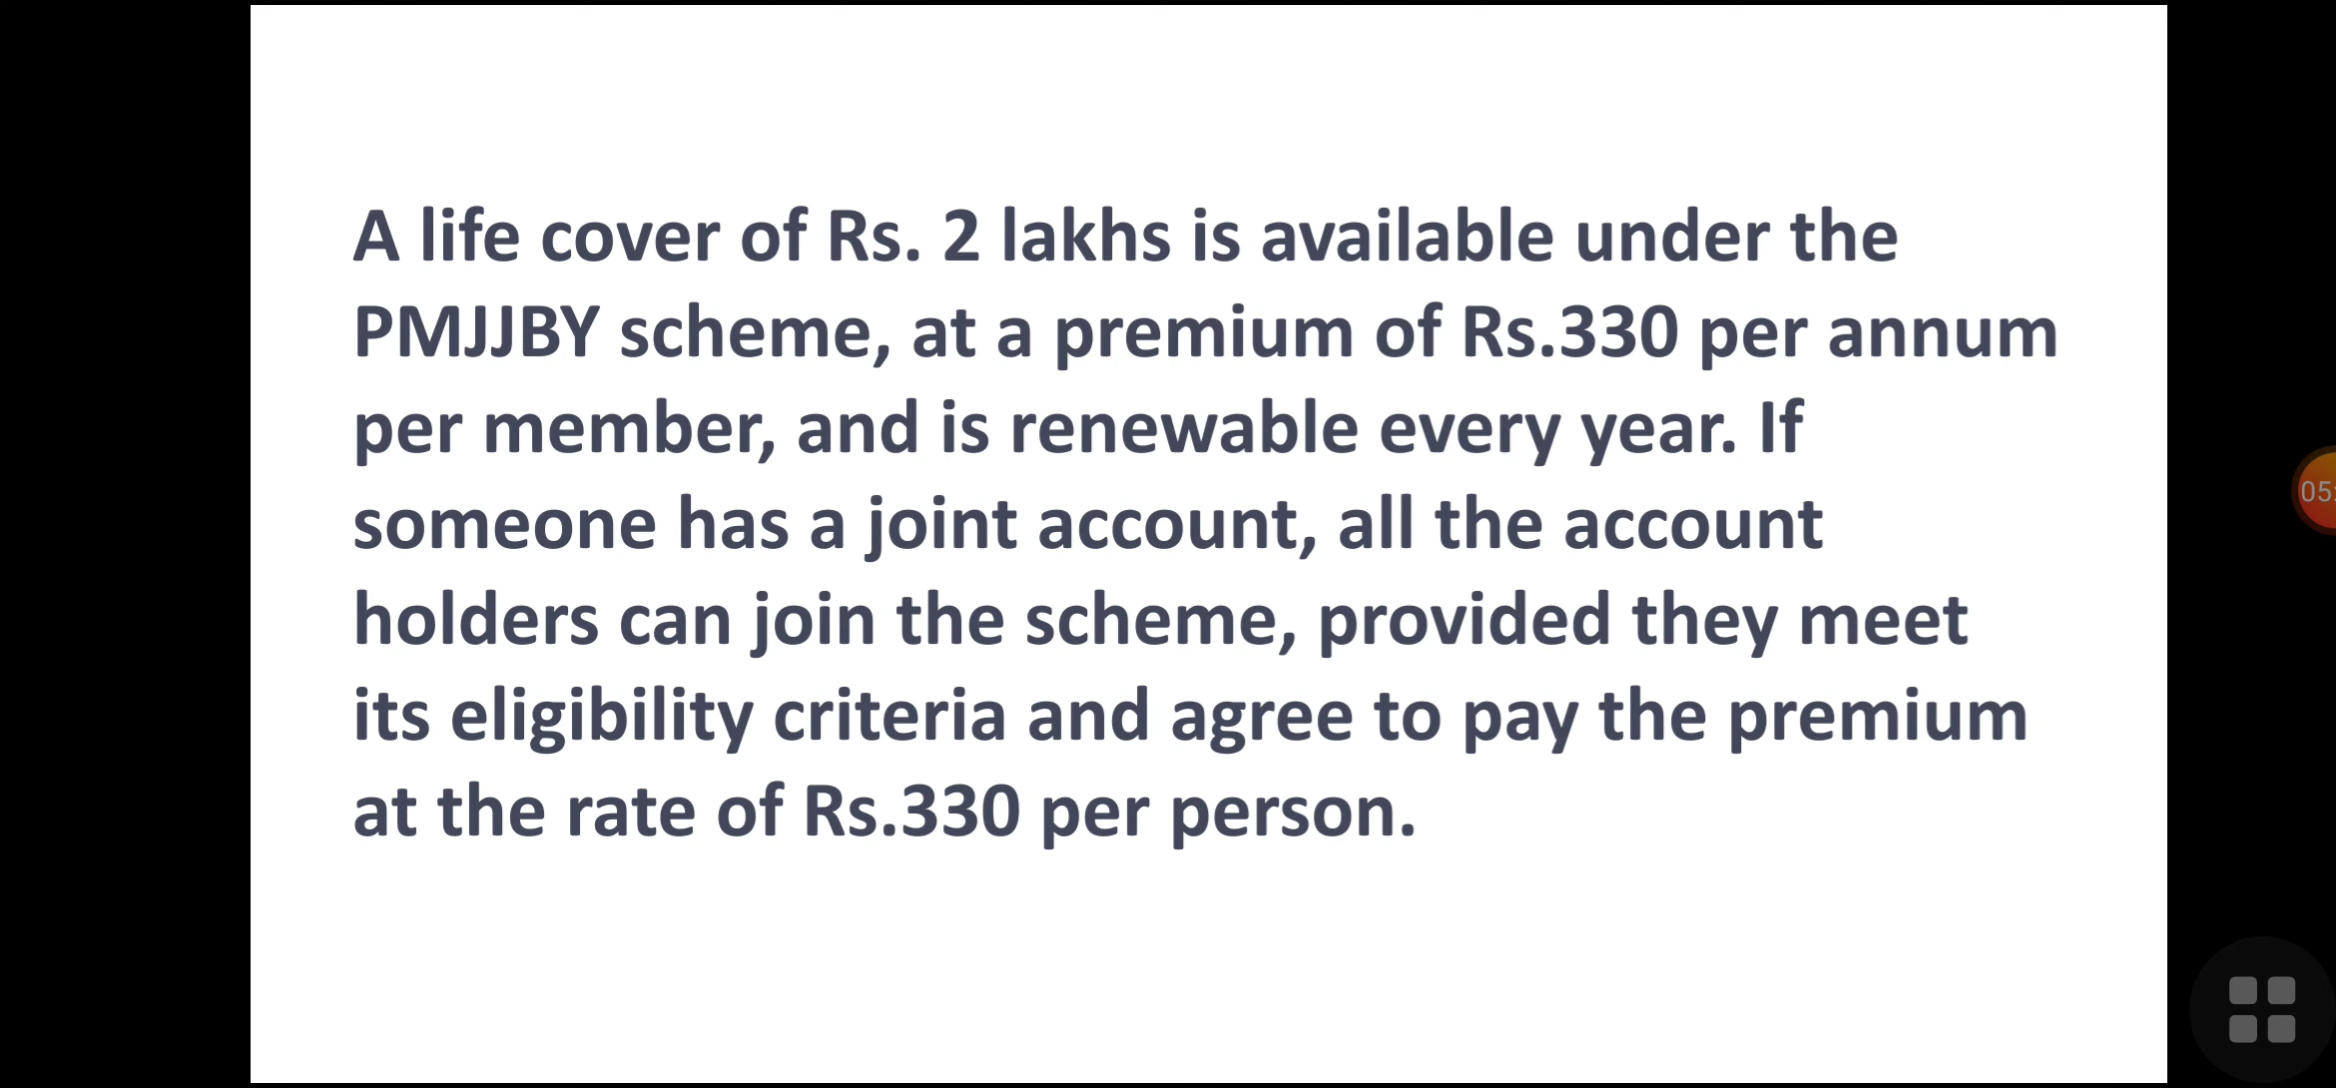 A life cover of Rs. 2 lakhs is available under the
PMJJBY scheme, at a premium of Rs.330 per annum
per member, and is renewable every year. If
someone has a joint account, all the account
holders can join the scheme, provided they meet
its eligibility criteria and agree to pay the premium
at the rate of Rs.330 per person.
05: